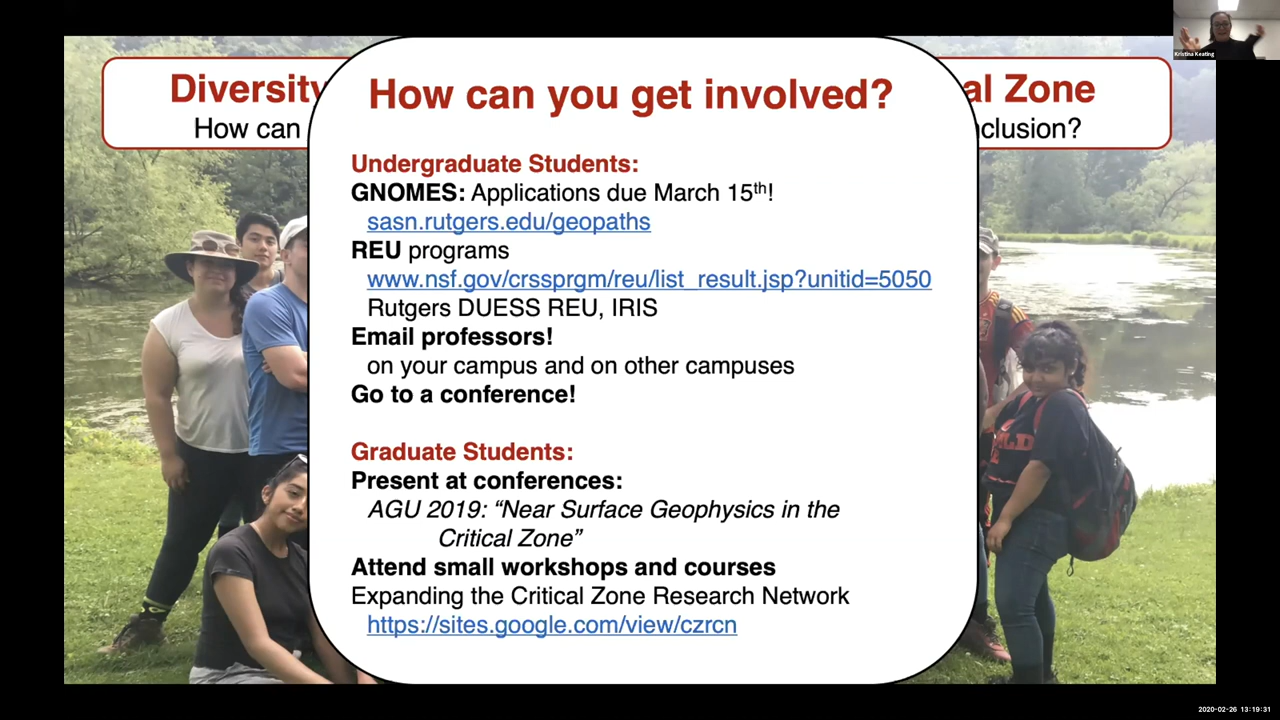 Kristina Keating
Diversity
al Zone
How can
clusion?
How can you get involved?
Undergraduate Students:
GNOMES: Applications due March 15th!
sasn.rutgers.edu/geopaths
REU programs
www.nsf.gov/crssprgm/reu/list_result.jsp?unitid=5050
Rutgers DUESS REU, IRIS
Email professors!
on your campus and on other campuses
Go to a conference!
Graduate Students:
Present at conferences:
AGU 2019: “Near Surface Geophysics in the
Critical Zone”
Attend small workshops and courses
Expanding the Critical Zone Research Network
https://sites.google.com/view/czrcn
2020-02-26 13:19:31